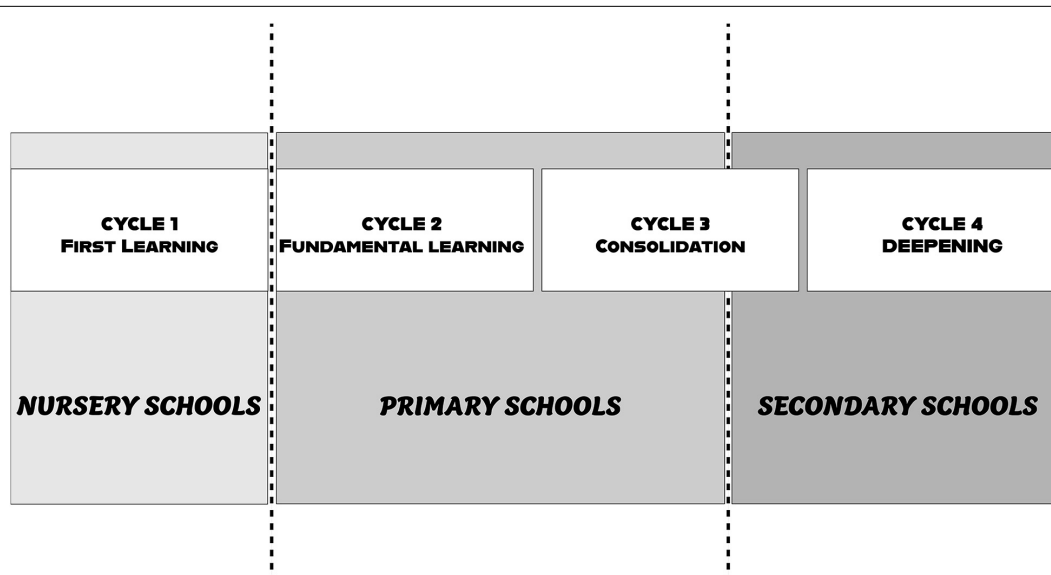 CYCLE 1
First Learning
CYCLE 2
Fundamental learning
CYCLE 3
Consolidation
CYCLE 4
DEEPENING
NURSERY SCHOOLS
PRIMARY SCHOOLS
SECONDARY SCHOOLS